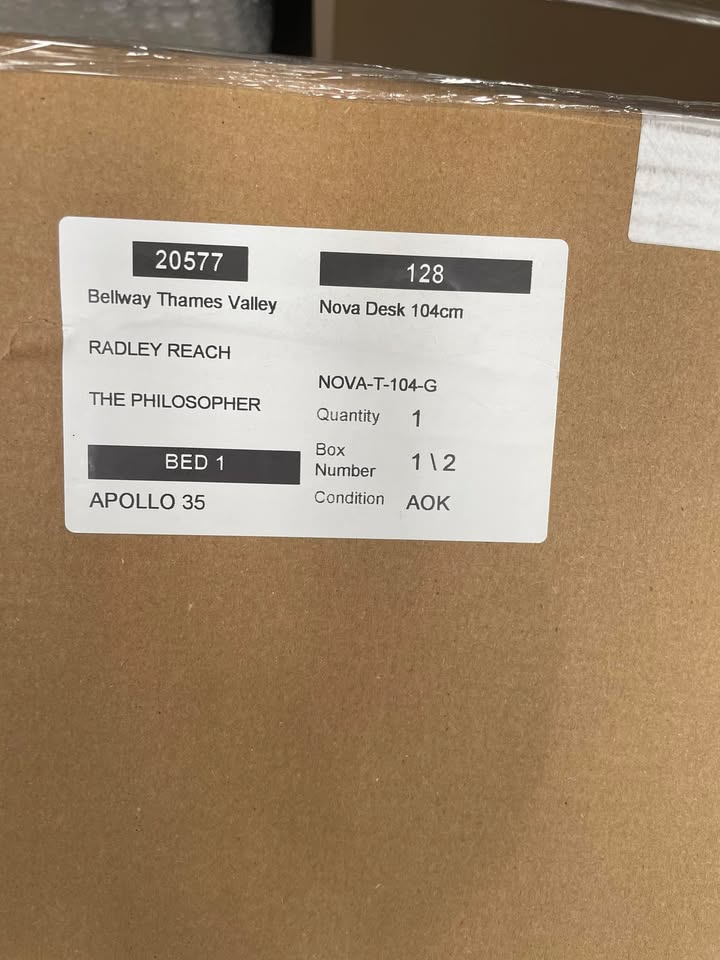 20577
Bellway Thames Valley
RADLEY REACH
THE PHILOSOPHER
BED 1
APOLLO 35
128
Nova Desk 104cm
NOVA-T-104-G
Quantity 1
Box
Number 1 \ 2
Condition AOK